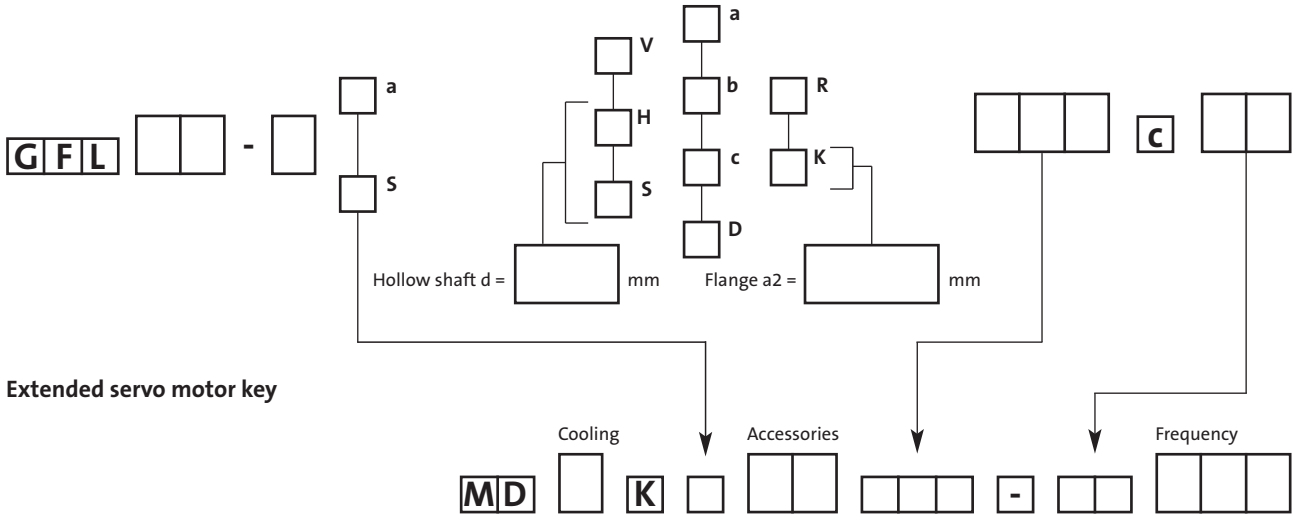 a
V
a
b
R
H
G F L - c
S
S
c
K
D
Hollow shaft d = mm Flange a2 = mm
Extended servo motor key
Cooling Accessories Frequency
M D K -